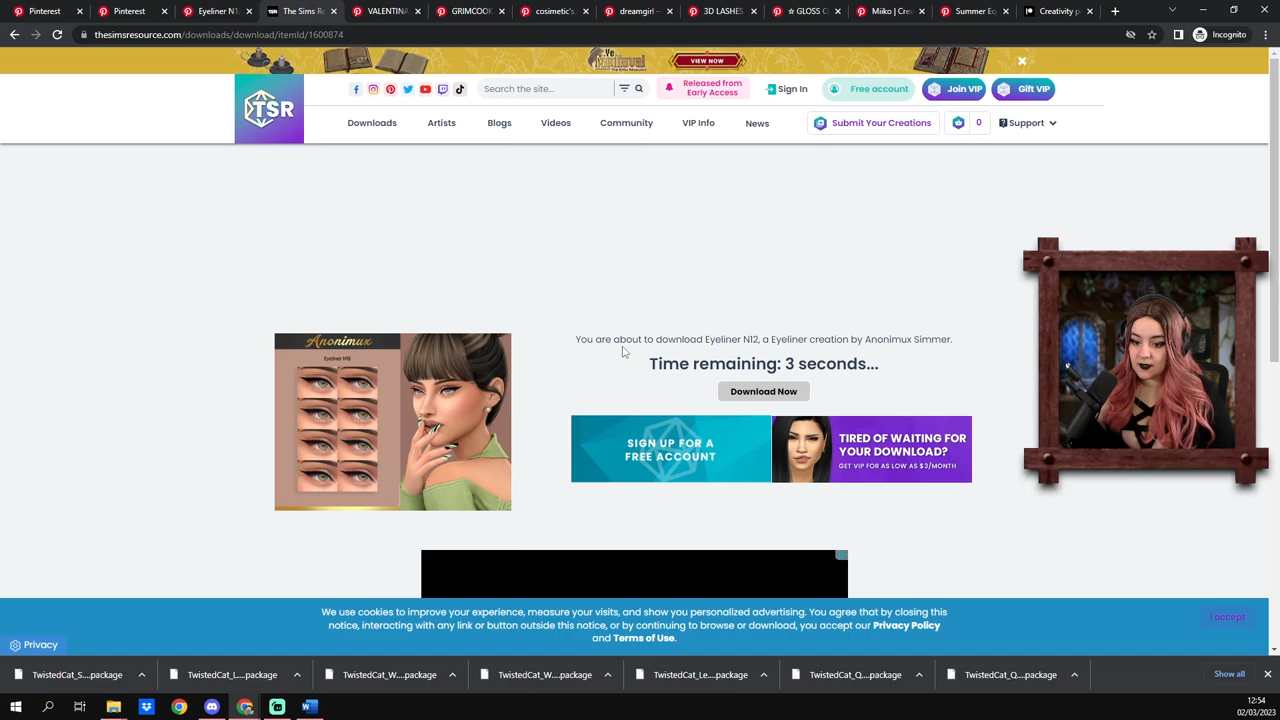 Pinterest
Pinterest
Eyeliner N1
The Sims Re
VALENTINA
GRIMCOOK
cosmetic's
dreamgirl –
3D LASHES
☆ GLOSS C
Miiko | Crea
Summer Eq
Creativity p
thesimsresource.com/downloads/download/itemId/1600874
Incognito
VIEW NOW
TSR
Search the site...
Released from
Early Access
Sign In
Free account
Join VIP
Gift VIP
Downloads
Artists
Blogs
Videos
Community
VIP Info
News
Submit Your Creations
0
Support
Anonimux
Eyeliner N12
You are about to download Eyeliner N12, a Eyeliner creation by Anonimux Simmer.
Time remaining: 3 seconds...
Download Now
SIGN UP FOR A
FREE ACCOUNT
TIRED OF WAITING FOR
YOUR DOWNLOAD?
GET VIP FOR AS LOW AS $3/MONTH
We use cookies to improve your experience, measure your visits, and show you personalized advertising. You agree that by closing this
notice, interacting with any link or button outside this notice, or by continuing to browse or download, you accept our Privacy Policy
and Terms of Use.
I accept
Privacy
TwistedCat_S....package
TwistedCat_L....package
TwistedCat_W....package
TwistedCat_W....package
TwistedCat_Le....package
TwistedCat_Q....package
TwistedCat_Q....package
Show all
12:54
02/03/2023